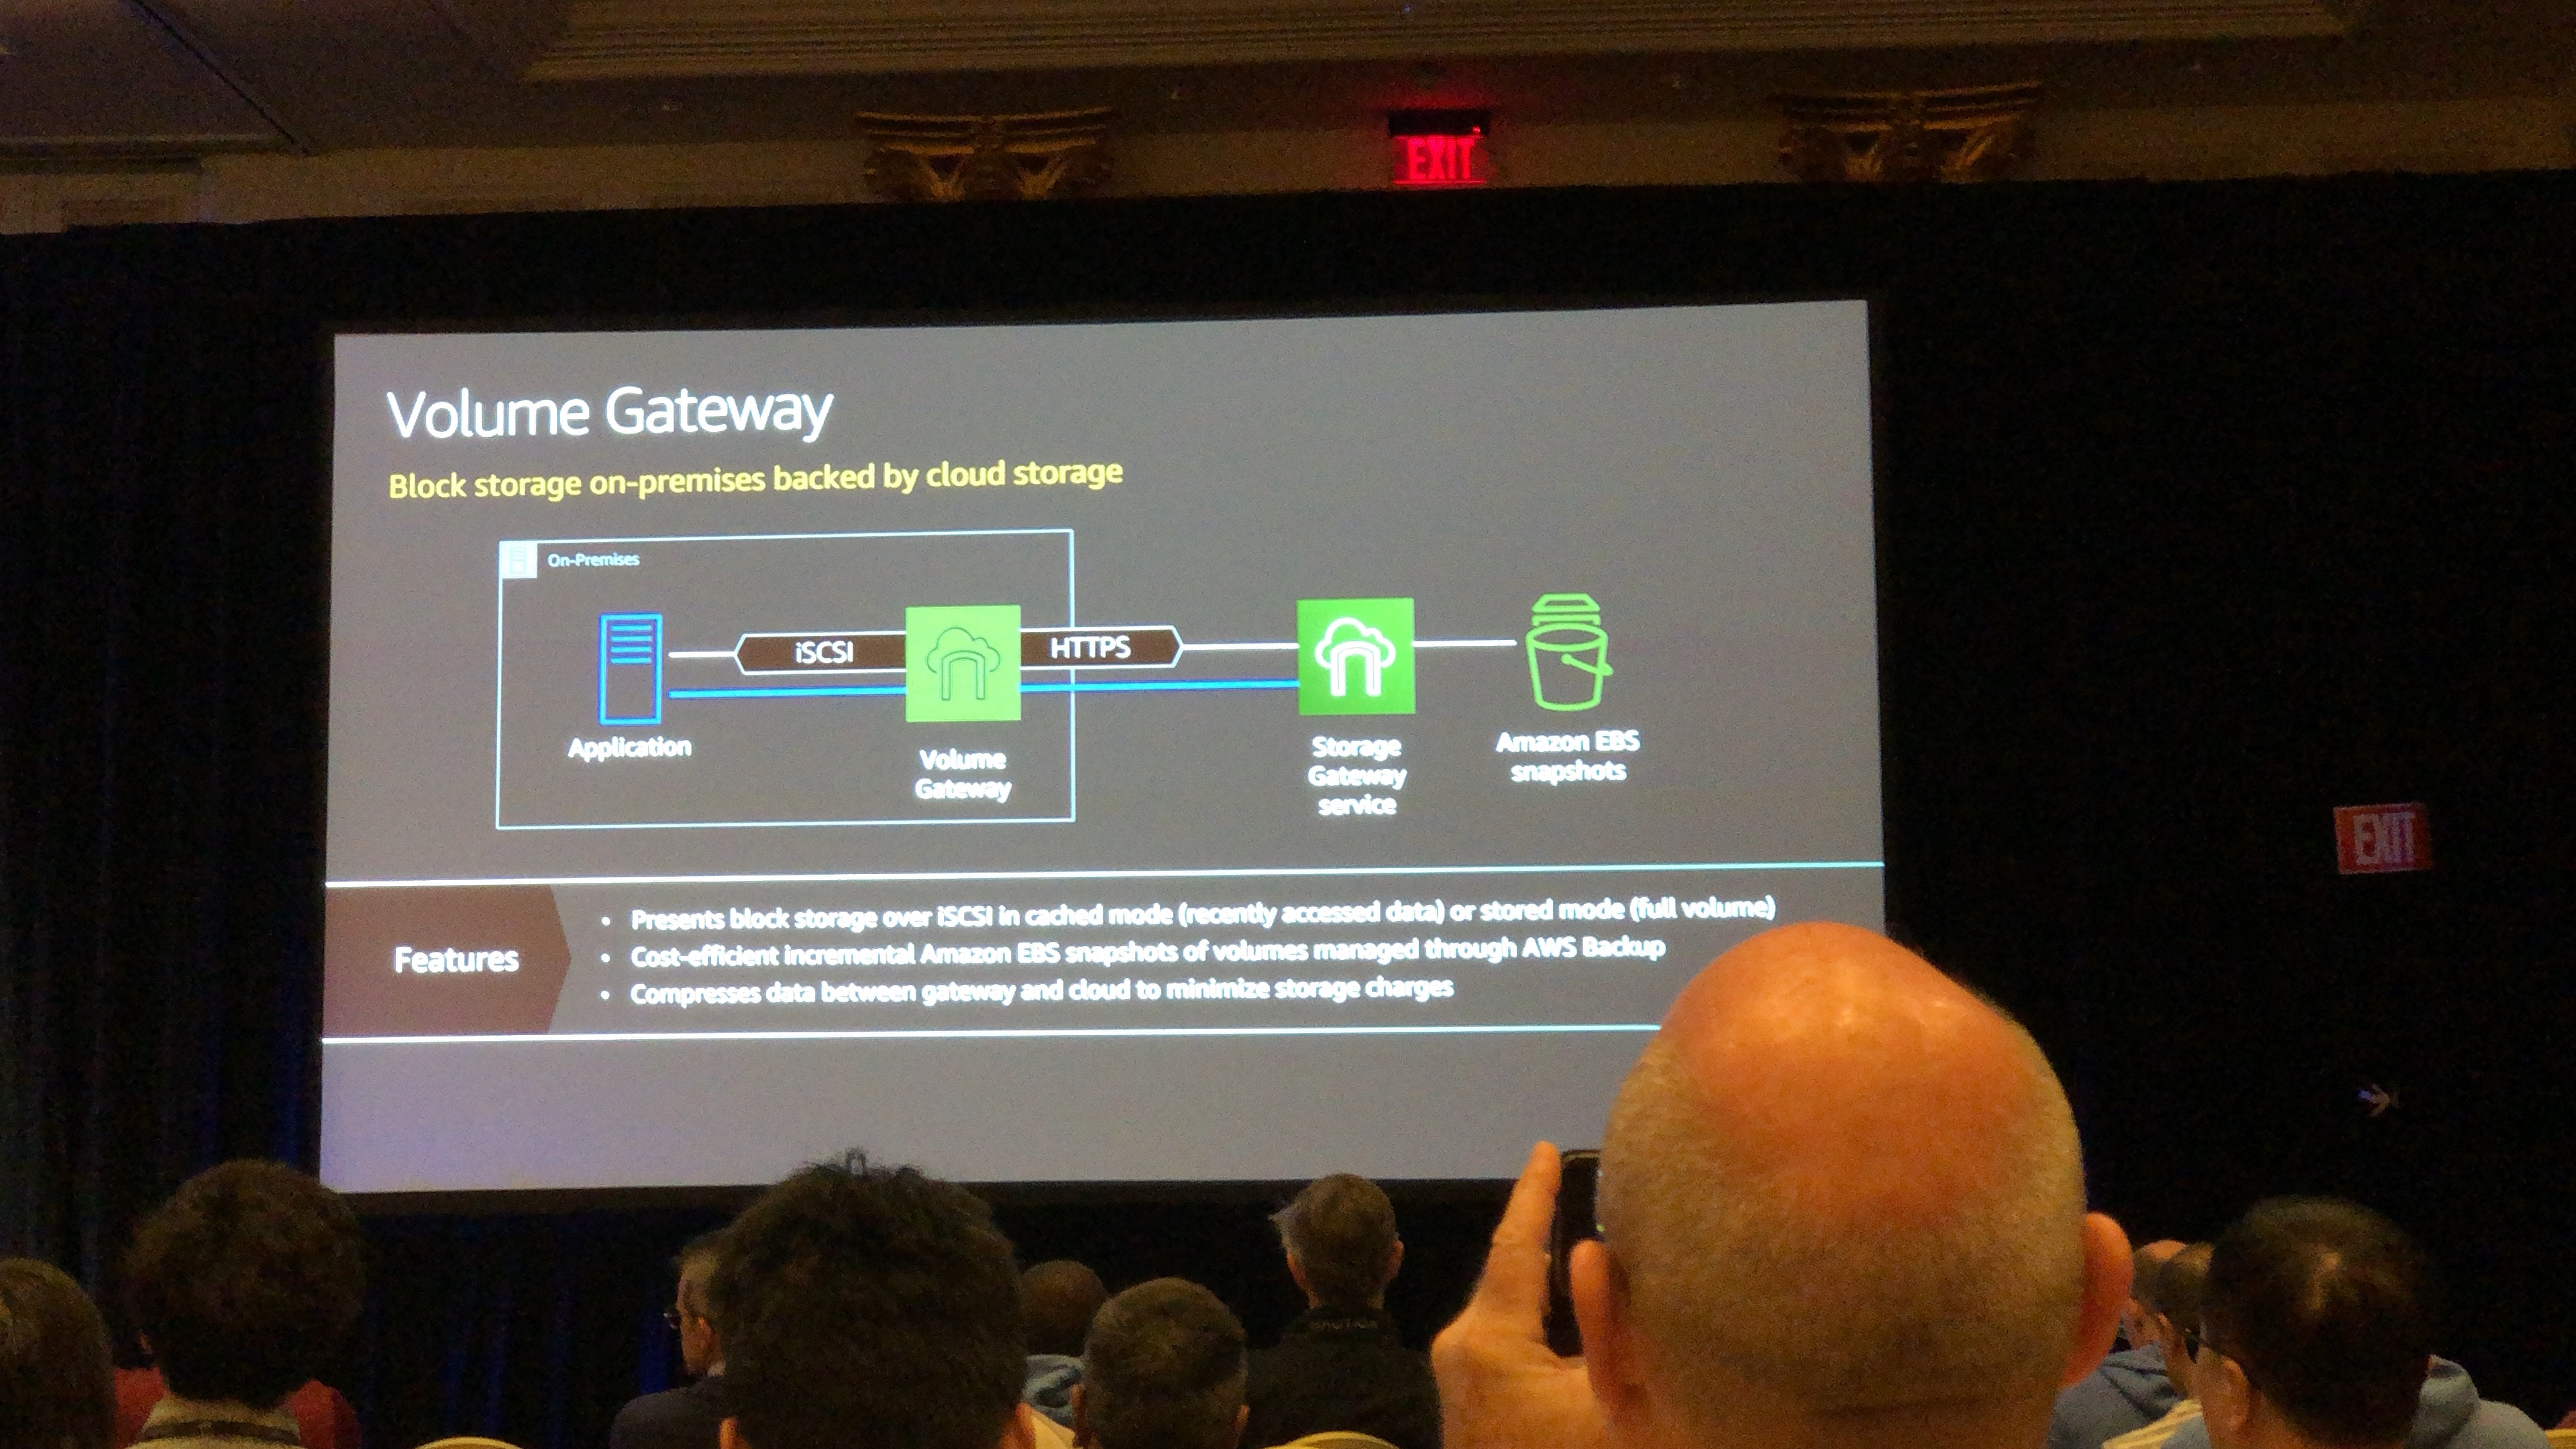 EXIT
Volume Gateway
Block storage on-premises backed by cloud storage
On-Premises
iSCSI
HTTPS
Application
Volume
Gateway
Storage
Gateway
service
Amazon EBS
snapshots
EXIT
Features
• Presents block storage over iSCSI in cached mode (recently accessed data) or stored mode (full volume)
• Cost-efficient incremental Amazon EBS snapshots of volumes managed through AWS Backup
• Compresses data between gateway and cloud to minimize storage charges